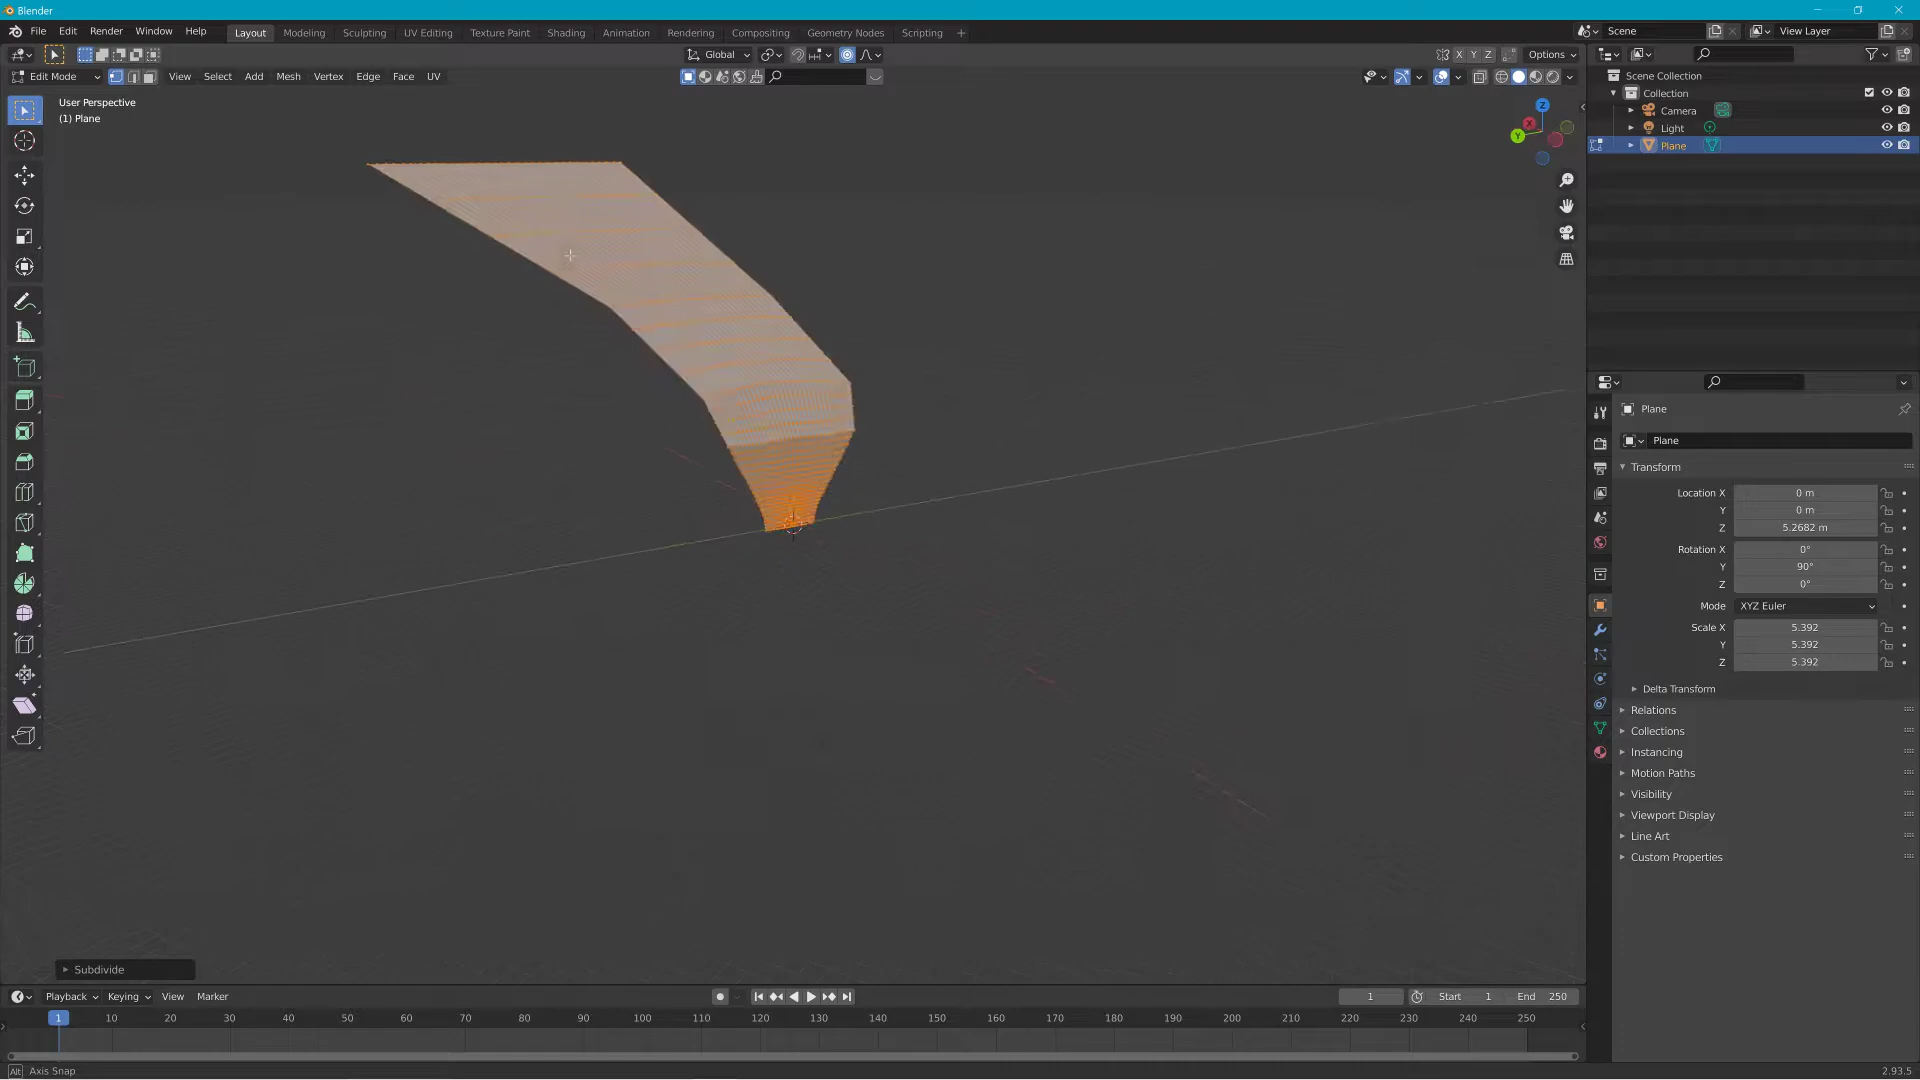 Blender
File Edit Render Window Help
Layout Modeling Sculpting UV Editing Texture Paint Shading Animation Rendering Compositing Geometry Nodes Scripting +
Scene
View Layer
Global
X Y Z
Options
Edit Mode
View Select Add Mesh Vertex Edge Face UV
User Perspective
(1) Plane
Z
X
Y
Scene Collection
Collection
Camera
Light
Plane
Plane
Plane
Transform
Location X 0 m
Y 0 m
Z 5.2682 m
Rotation X 0°
Y 90°
Z 0°
Mode XYZ Euler
Scale X 5.392
Y 5.392
Z 5.392
Delta Transform
Relations
Collections
Instancing
Motion Paths
Visibility
Viewport Display
Line Art
Custom Properties
Subdivide
Playback Keying View Marker
1 Start 1 End 250
1 10 20 30 40 50 60 70 80 90 100 110 120 130 140 150 160 170 180 190 200 210 220 230 240 250
Alt Axis Snap
2.93.5